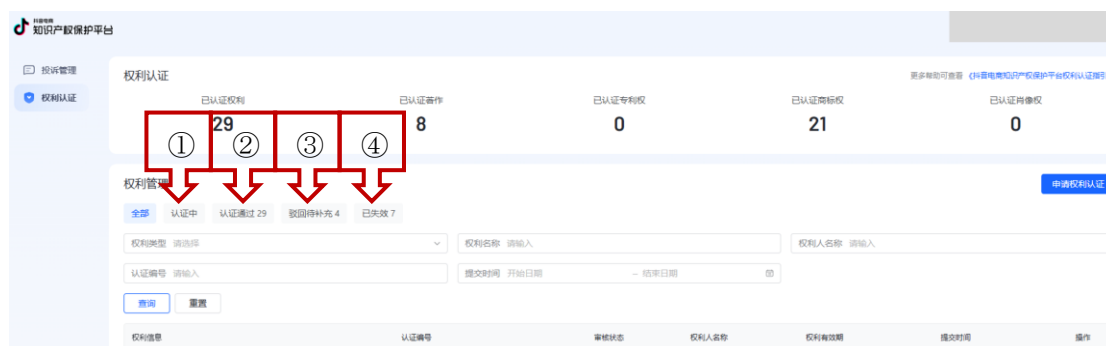 抖音电商
知识产权保护平台
投诉管理
权利认证
权利认证
更多帮助可查看 《抖音电商知识产权保护平台权利认证指引
已认证权利 已认证著作 已认证专利权 已认证商标权 已认证肖像权
29 8 0 21 0
① ② ③ ④
权利管理
申请权利认证
全部 认证中 认证通过 29 驳回待补充 4 已失效 7
权利类型 请选择 权利名称 请输入 权利人名称 请输入
认证编号 请输入 提交时间 开始日期 – 结束日期
查询 重置
权利信息 认证编号 审核状态 权利人名称 权利有效期 提交时间 操作